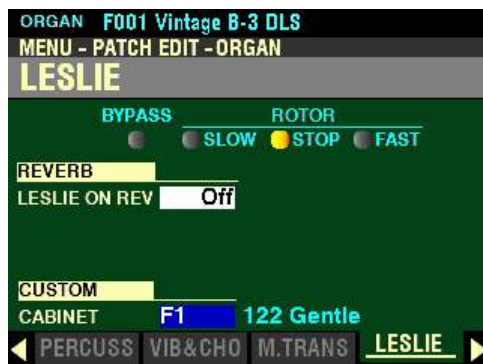 ORGAN F001 Vintage B-3 DLS
MENU - PATCH EDIT - ORGAN
LESLIE
BYPASS ROTOR
SLOW STOP FAST
REVERB
LESLIE ON REV Off
CUSTOM
CABINET F1 122 Gentle
PERCUSS VIB&CHO M.TRANS LESLIE